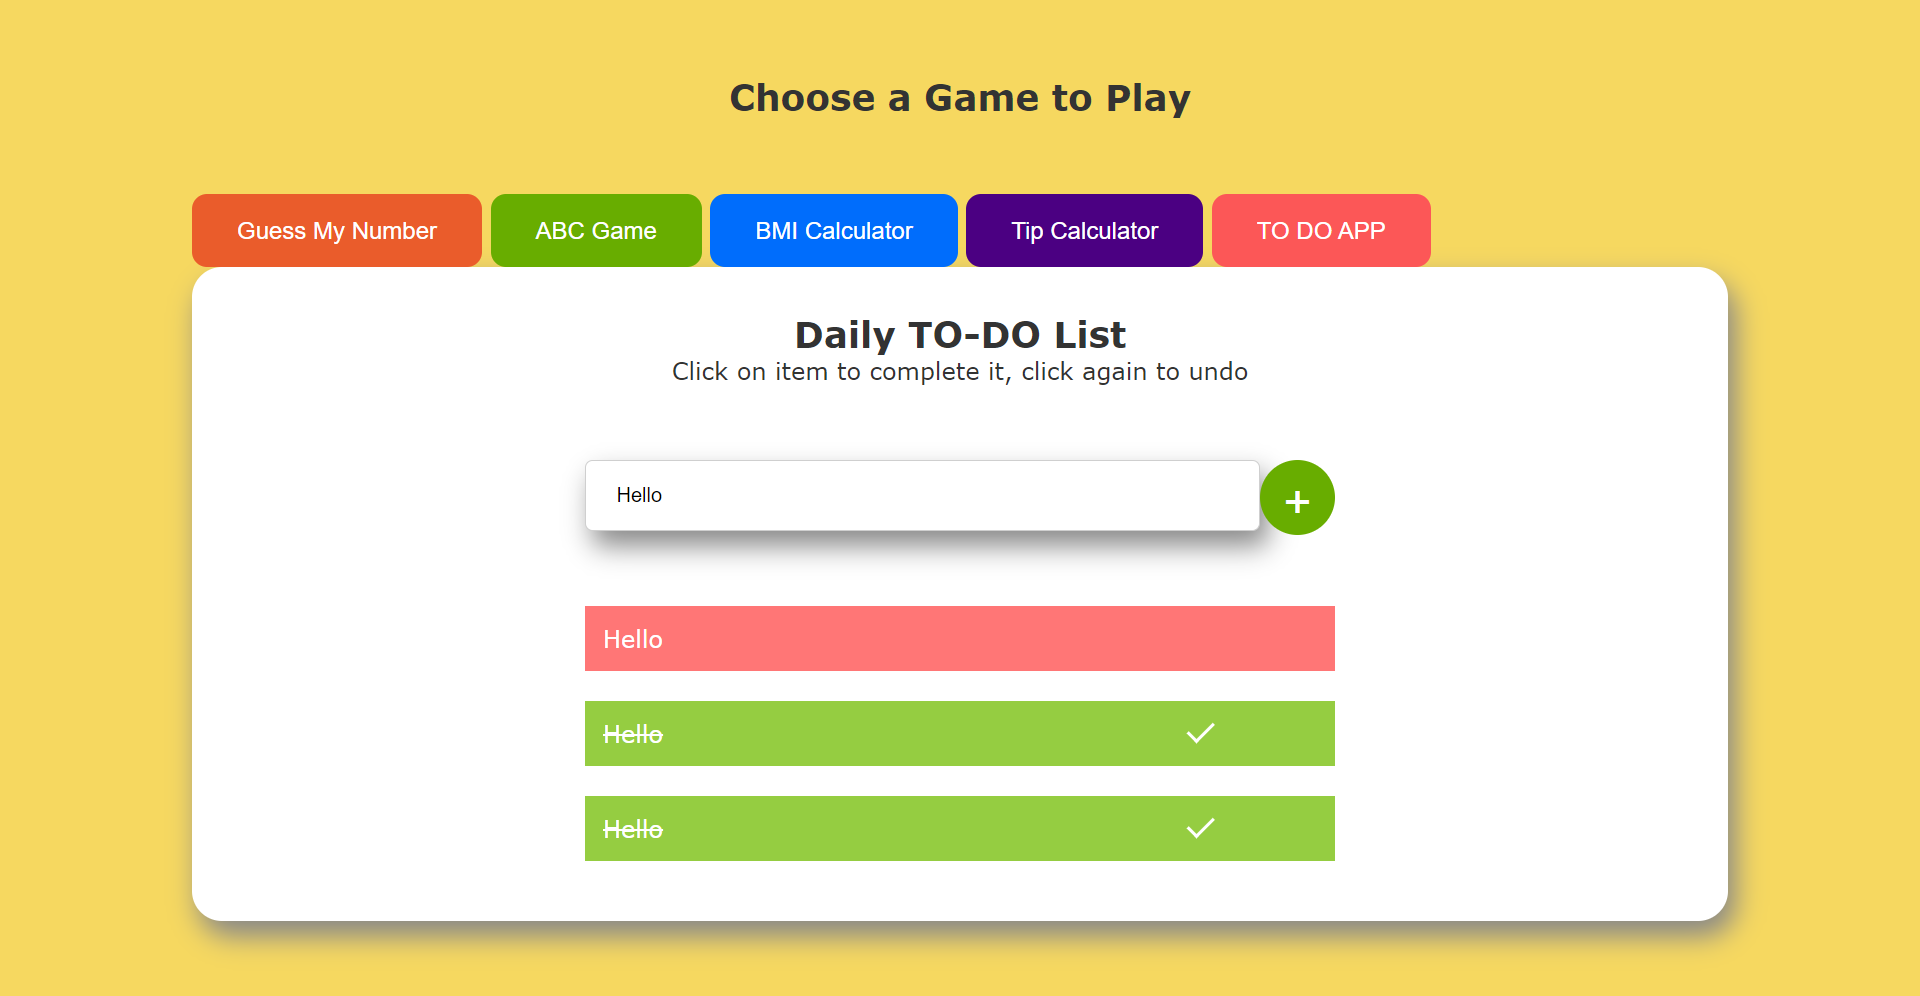 Choose a Game to Play
Guess My Number ABC Game BMI Calculator Tip Calculator TO DO APP
Daily TO-DO List
Click on item to complete it, click again to undo
Hello +
Hello
Hello
Hello